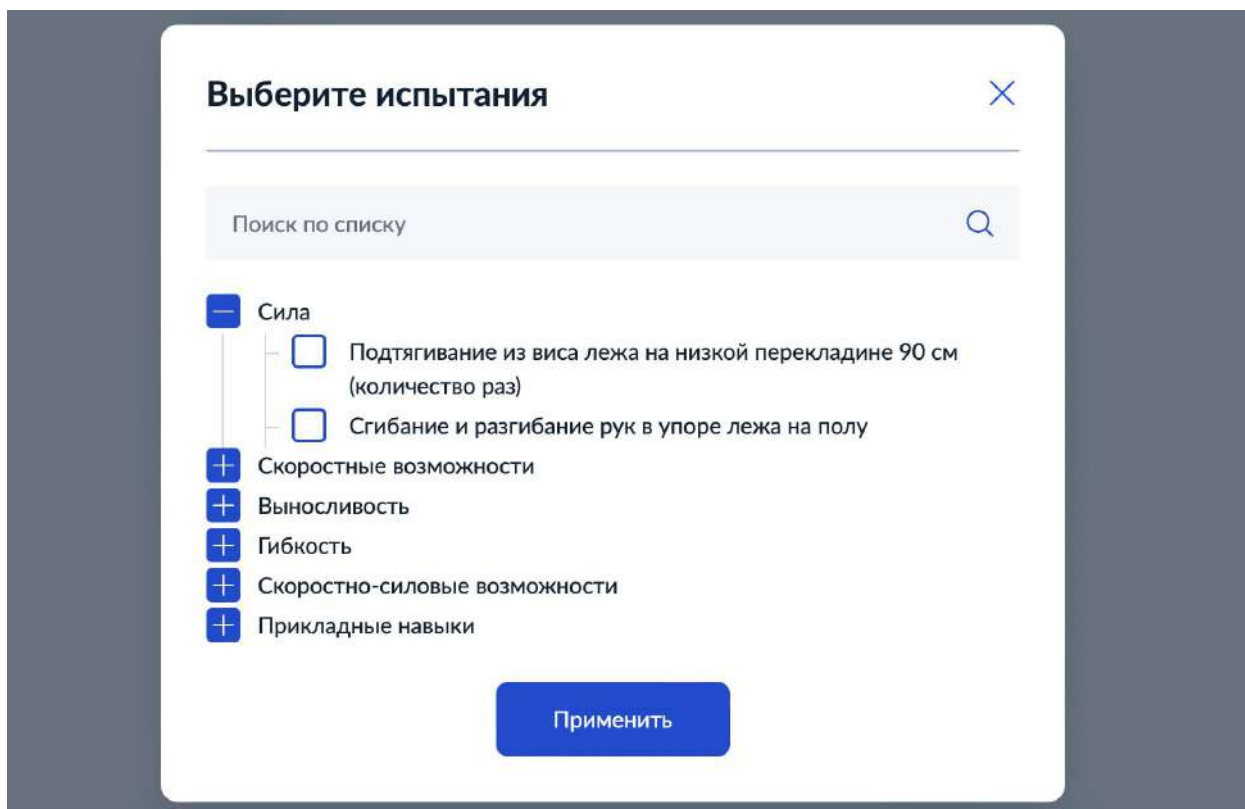 Выберите испытания
Поиск по списку
Сила
Подтягивание из виса лежа на низкой перекладине 90 см
(количество раз)
Сгибание и разгибание рук в упоре лежа на полу
Скоростные возможности
Выносливость
Гибкость
Скоростно-силовые возможности
Прикладные навыки
Применить